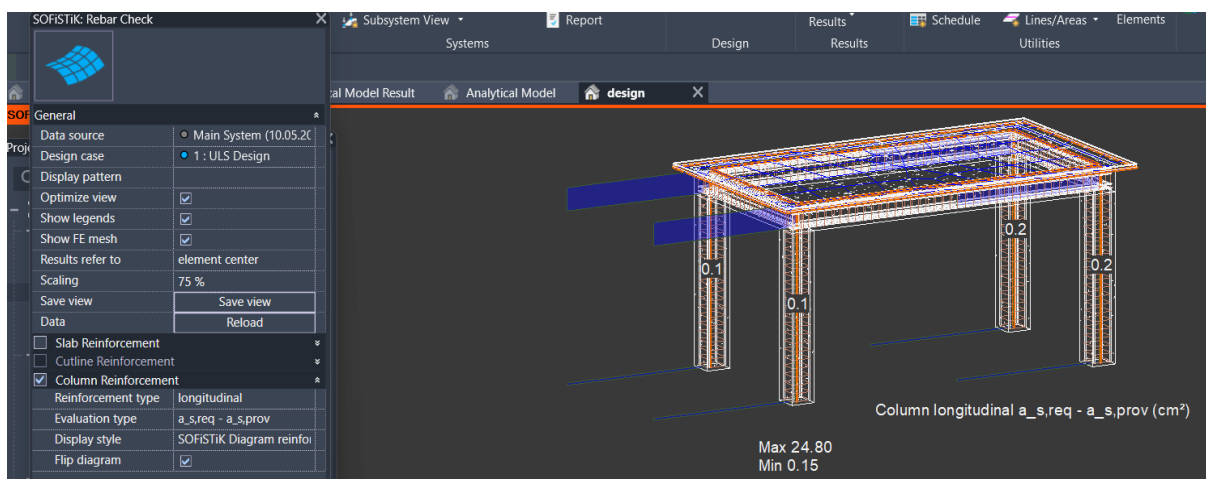 SOFiSTiK: Rebar Check
Subsystem View
Report
Results
Schedule
Lines/Areas
Elements
Systems
Design
Results
Utilities
al Model Result
Analytical Model
design
SOF
General
Proje
Data source
Main System (10.05.20
Design case
1 : ULS Design
Display pattern
Optimize view
Show legends
Show FE mesh
Results refer to
element center
Scaling
75 %
Save view
Save view
Data
Reload
Slab Reinforcement
Cutline Reinforcement
Column Reinforcement
Reinforcement type
longitudinal
Evaluation type
a_s,req - a_s,prov
Display style
SOFiSTiK Diagram reinfor
Flip diagram
0.2
0.1
0.2
0.1
Column longitudinal a_s,req - a_s,prov (cm²)
Max 24.80
Min 0.15